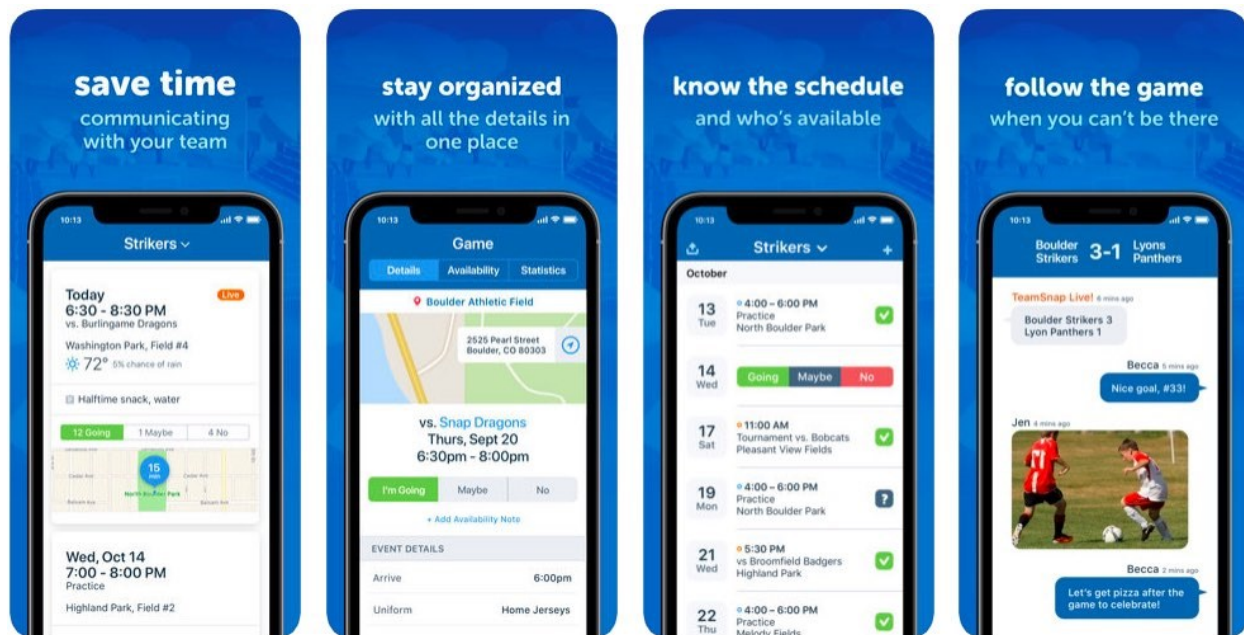 save time
communicating
with your team
10:13
Strikers
Today
Live
6:30 - 8:30 PM
vs. Burlingame Dragons
Washington Park, Field #4
72° 5% chance of rain
Halftime snack, water
12 Going 1 Maybe 4 No
Cedar Ave Cedar Ave
15
min
North Boulder Park
Balsam Ave Balsam Ave
Wed, Oct 14
7:00 - 8:00 PM
Practice
Highland Park, Field #2
stay organized
with all the details in
one place
10:13
Game
Details Availability Statistics
Boulder Athletic Field
2525 Pearl Street
Boulder, CO 80303
vs. Snap Dragons
Thurs, Sept 20
6:30pm - 8:00pm
I'm Going Maybe No
+ Add Availability Note
EVENT DETAILS
Arrive 6:00pm
Uniform Home Jerseys
know the schedule
and who's available
10:13
Strikers +
October
13 4:00 – 6:00 PM
Tue Practice
North Boulder Park
14 Going Maybe No
Wed
17 11:00 AM
Sat Tournament vs. Bobcats
Pleasant View Fields
19 4:00 – 6:00 PM
Mon Practice ?
North Boulder Park
21 5:30 PM
Wed vs Broomfield Badgers
Highland Park
22 4:00 – 6:00 PM
Thu Practice
Melody Fields
follow the game
when you can't be there
10:13
Boulder 3-1 Lyons
Strikers Panthers
TeamSnap Live! 6 mins ago
Boulder Strikers 3
Lyon Panthers 1
Becca 5 mins ago
Nice goal, #33!
Jen 4 mins ago
Becca 2 mins ago
Let's get pizza after the
game to celebrate!